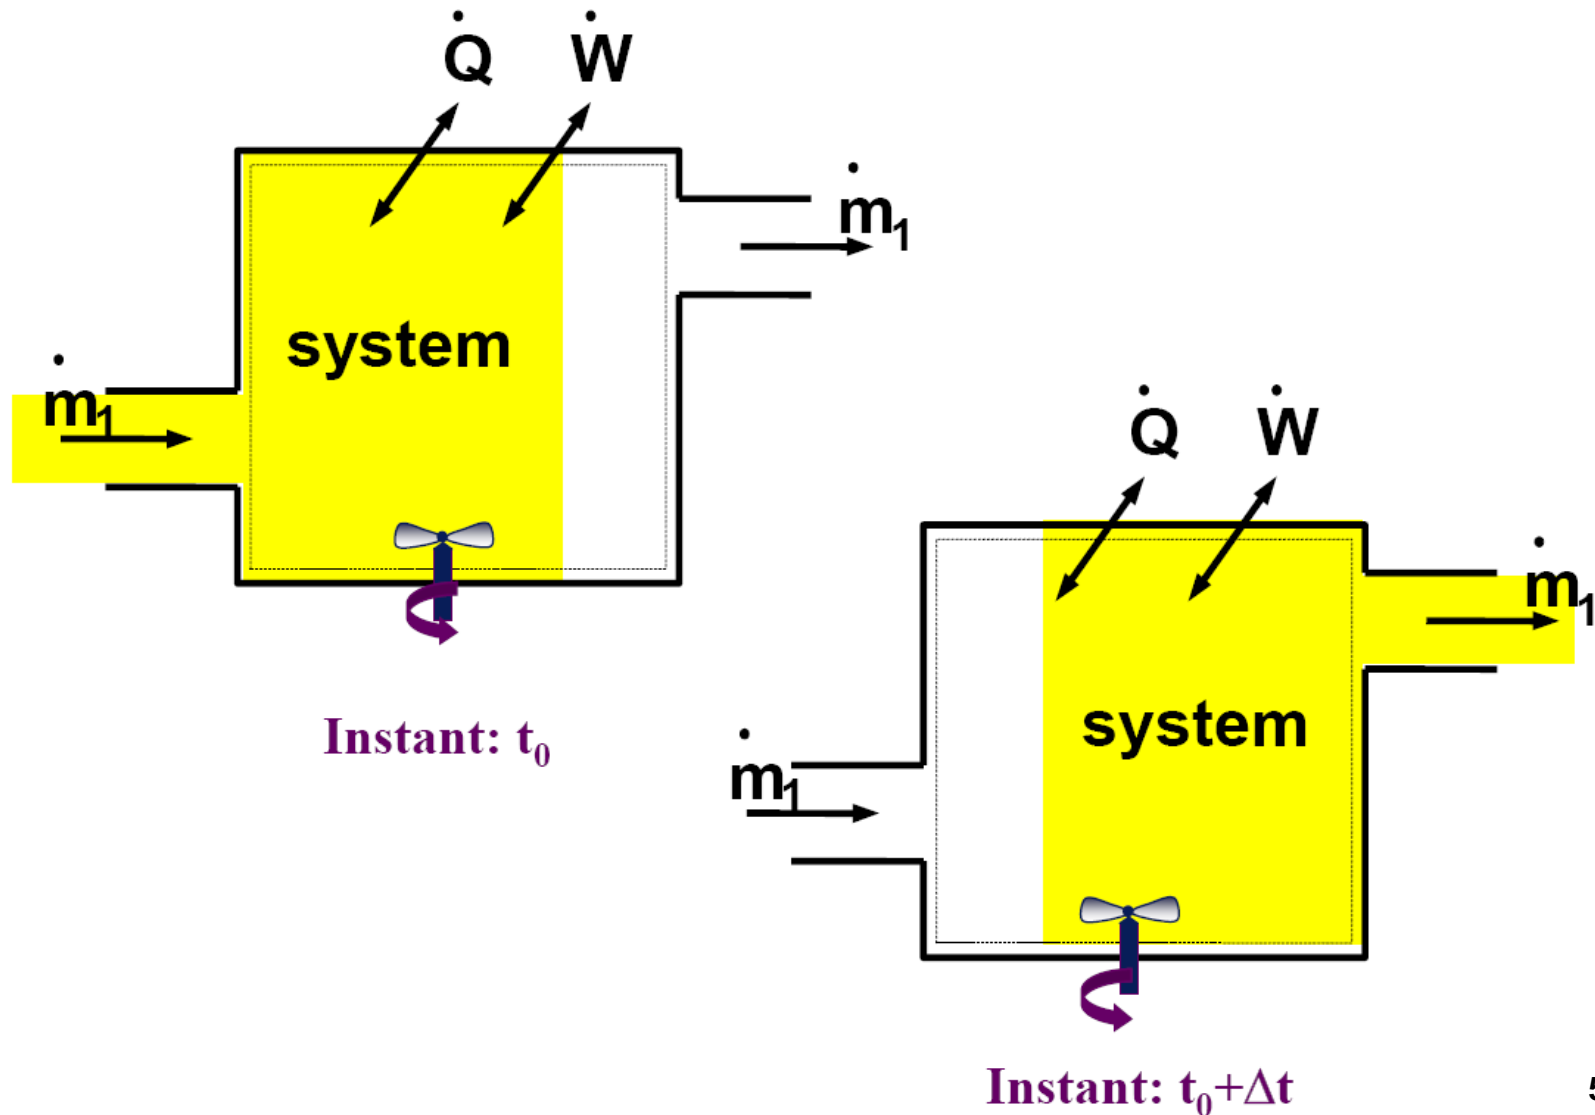 Q̇ Ẇ
ṁ₁
system
ṁ₁
Instant: t₀
Q̇ Ẇ
ṁ₁
system
ṁ₁
Instant: t₀+Δt